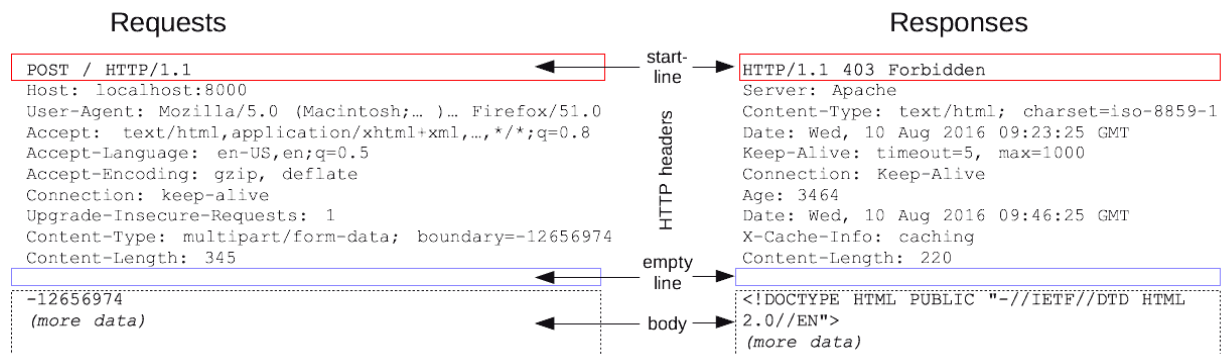 Requests
POST / HTTP/1.1
Host: localhost:8000
User-Agent: Mozilla/5.0 (Macintosh;… )… Firefox/51.0
Accept: text/html,application/xhtml+xml,…,*/*;q=0.8
Accept-Language: en-US,en;q=0.5
Accept-Encoding: gzip, deflate
Connection: keep-alive
Upgrade-Insecure-Requests: 1
Content-Type: multipart/form-data; boundary=-12656974
Content-Length: 345
-12656974
(more data)
start-
line
HTTP headers
empty
line
body
Responses
HTTP/1.1 403 Forbidden
Server: Apache
Content-Type: text/html; charset=iso-8859-1
Date: Wed, 10 Aug 2016 09:23:25 GMT
Keep-Alive: timeout=5, max=1000
Connection: Keep-Alive
Age: 3464
Date: Wed, 10 Aug 2016 09:46:25 GMT
X-Cache-Info: caching
Content-Length: 220
<!DOCTYPE HTML PUBLIC "-//IETF//DTD HTML
2.0//EN">
(more data)